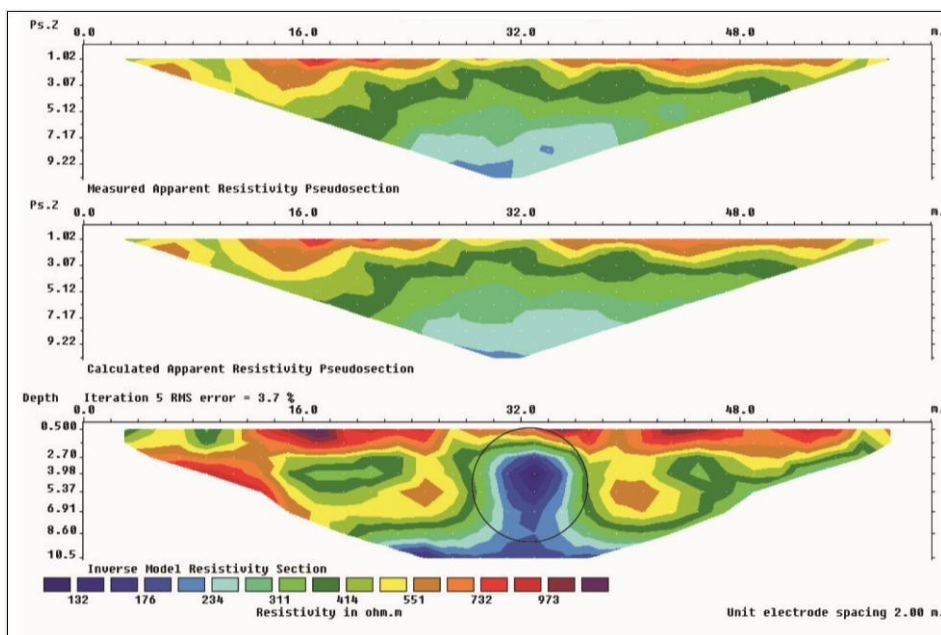 Ps.Z 0.0 16.0 32.0 48.0 m.
1.02
3.07
5.12
7.17
9.22
Measured Apparent Resistivity Pseudosection
Ps.Z 0.0 16.0 32.0 48.0 m.
1.02
3.07
5.12
7.17
9.22
Calculated Apparent Resistivity Pseudosection
Depth Iteration 5 RMS error = 3.7 %
0.0 16.0 32.0 48.0 m.
0.500
2.70
3.98
5.37
6.91
8.60
10.5
Inverse Model Resistivity Section
132 176 234 311 414 551 732 973
Resistivity in ohm.m Unit electrode spacing 2.00 m.